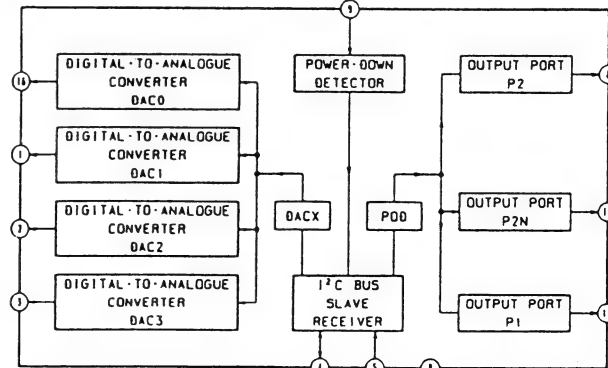 9
DIGITAL-TO-ANALOGUE
CONVERTER
DAC0
16
DIGITAL-TO-ANALOGUE
CONVERTER
DAC1
1
DIGITAL-TO-ANALOGUE
CONVERTER
DAC2
2
DIGITAL-TO-ANALOGUE
CONVERTER
DAC3
3
POWER-DOWN
DETECTOR
DACX
POD
I²C BUS
SLAVE
RECEIVER
OUTPUT PORT
P2
OUTPUT PORT
P2N
OUTPUT PORT
P1
5